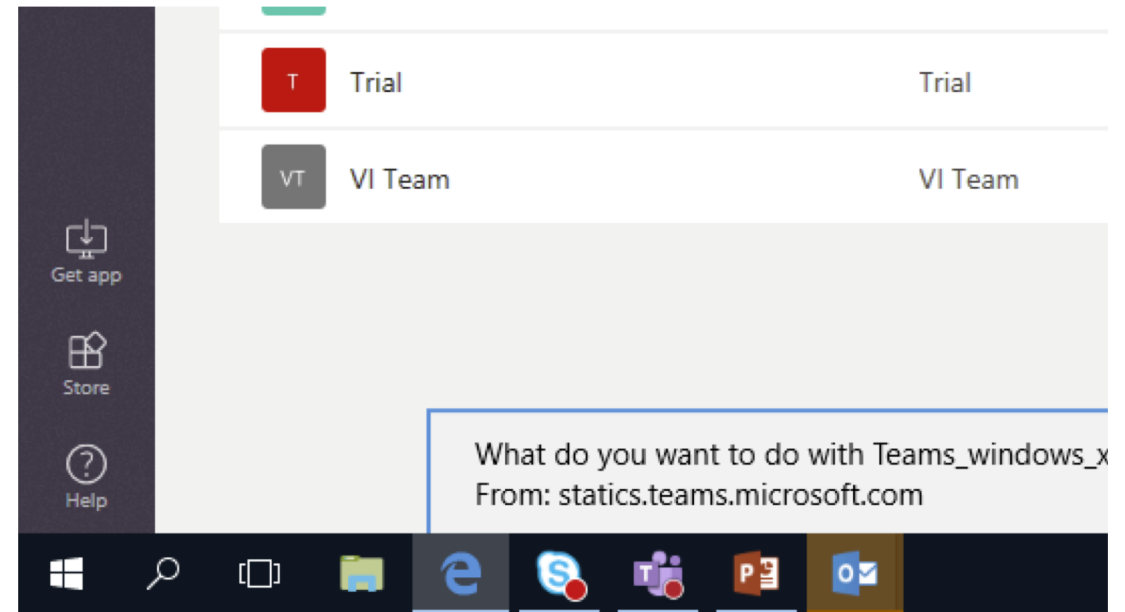 T Trial Trial
VT VI Team VI Team
Get app
Store
Help
What do you want to do with Teams_windows_x
From: statics.teams.microsoft.com